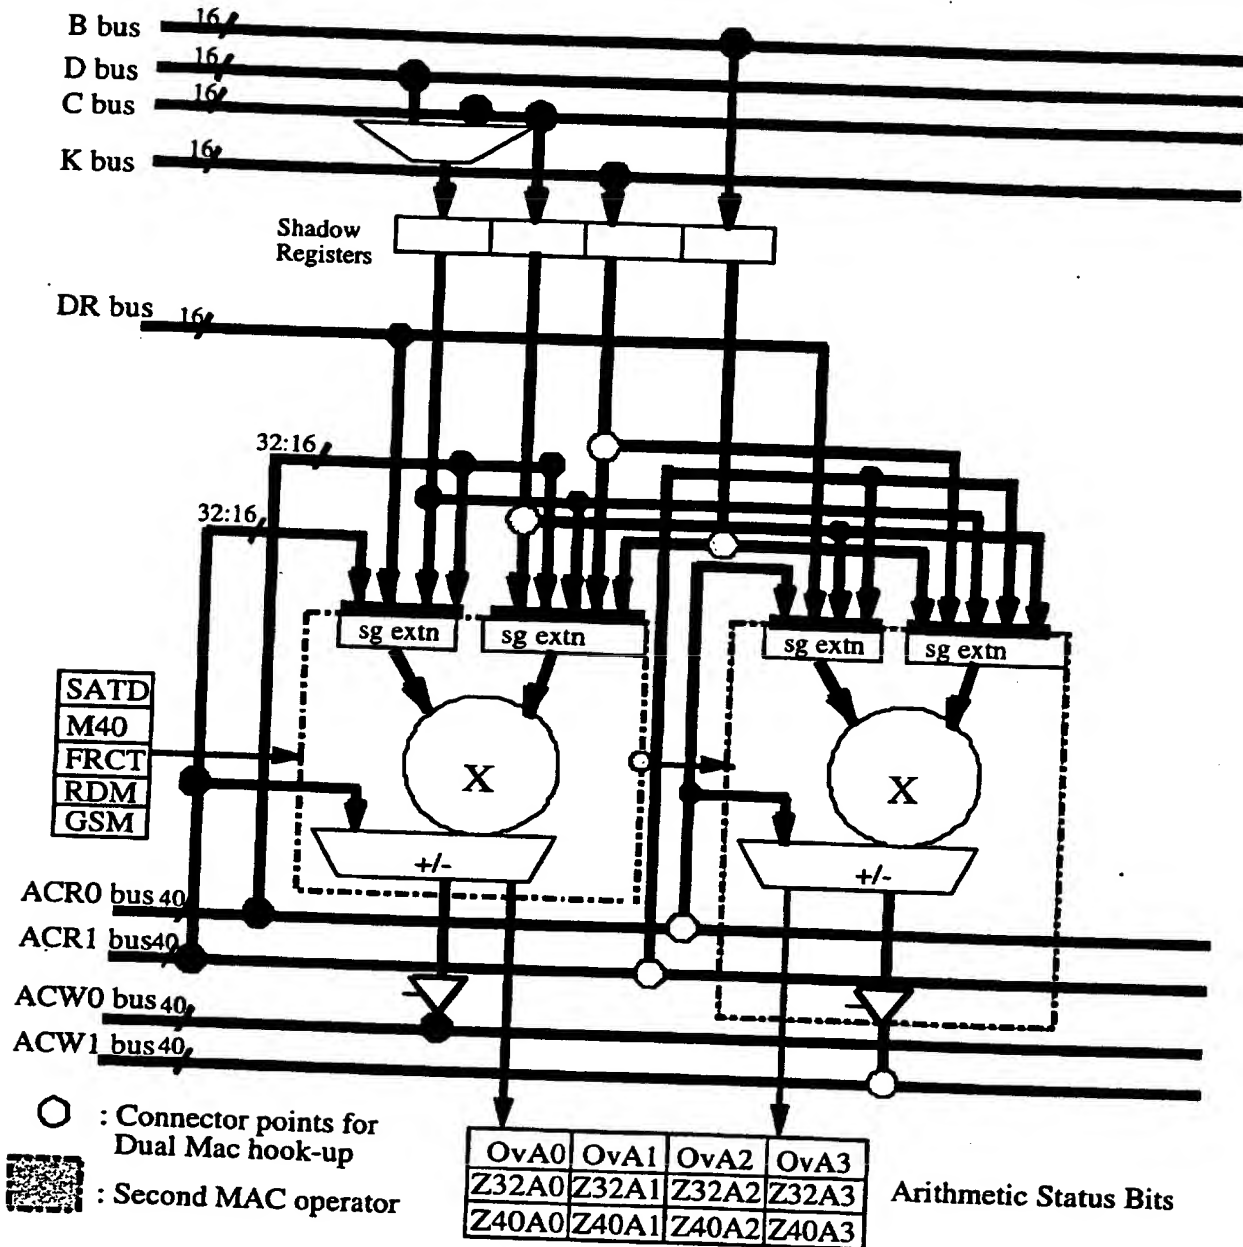 B bus 16
D bus 16
C bus 16
K bus 16
Shadow
Registers
DR bus 16
32:16
32:16
sg extn
sg extn
sg extn
sg extn
SATD
M40
FRCT
RDM
GSM
X
X
+/-
+/-
ACR0 bus 40
ACR1 bus 40
ACW0 bus 40
ACW1 bus 40
: Connector points for
Dual Mac hook-up
: Second MAC operator
OvA0 OvA1 OvA2 OvA3
Z32A0 Z32A1 Z32A2 Z32A3
Z40A0 Z40A1 Z40A2 Z40A3
Arithmetic Status Bits